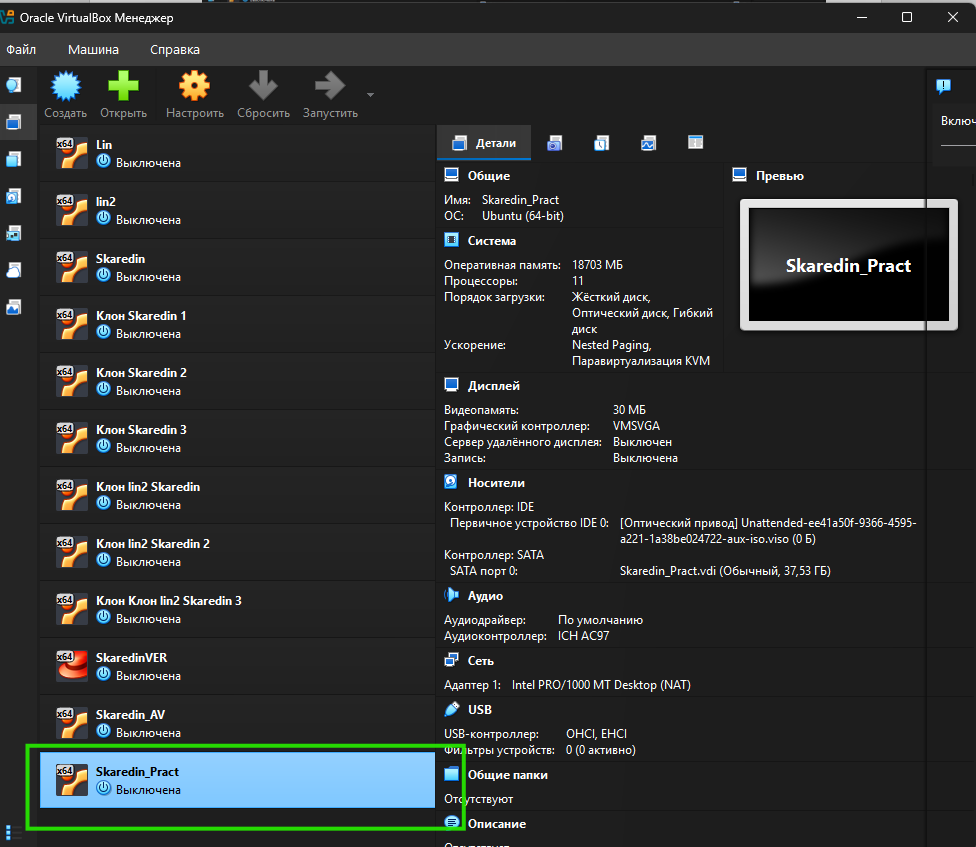 Oracle VirtualBox Менеджер
Файл Машина Справка
Создать Открыть Настроить Сбросить Запустить
x64 Lin
Выключена
x64 lin2
Выключена
x64 Skaredin
Выключена
x64 Клон Skaredin 1
Выключена
x64 Клон Skaredin 2
Выключена
x64 Клон Skaredin 3
Выключена
x64 Клон lin2 Skaredin
Выключена
x64 Клон lin2 Skaredin 2
Выключена
x64 Клон Клон lin2 Skaredin 3
Выключена
x64 SkaredinVER
Выключена
x64 Skaredin_AV
Выключена
x64 Skaredin_Pract
Выключена
Детали
Общие
Имя: Skaredin_Pract
ОС: Ubuntu (64-bit)
Система
Оперативная память: 18703 МБ
Процессоры: 11
Порядок загрузки: Жёсткий диск,
Оптический диск, Гибкий
диск
Ускорение: Nested Paging,
Паравиртуализация KVM
Дисплей
Видеопамять: 30 МБ
Графический контроллер: VMSVGA
Сервер удалённого дисплея: Выключен
Запись: Выключена
Носители
Контроллер: IDE
Первичное устройство IDE 0: [Оптический привод] Unattended-ee41a50f-9366-4595-
a221-1a38be024722-aux-iso.viso (0 Б)
Контроллер: SATA
SATA порт 0: Skaredin_Pract.vdi (Обычный, 37,53 ГБ)
Аудио
Аудиодрайвер: По умолчанию
Аудиоконтроллер: ICH AC97
Сеть
Адаптер 1: Intel PRO/1000 MT Desktop (NAT)
USB
USB-контроллер: OHCI, EHCI
Фильтры устройств: 0 (0 активно)
Общие папки
Отсутствуют
Описание
Превью
Skaredin_Pract
Включ